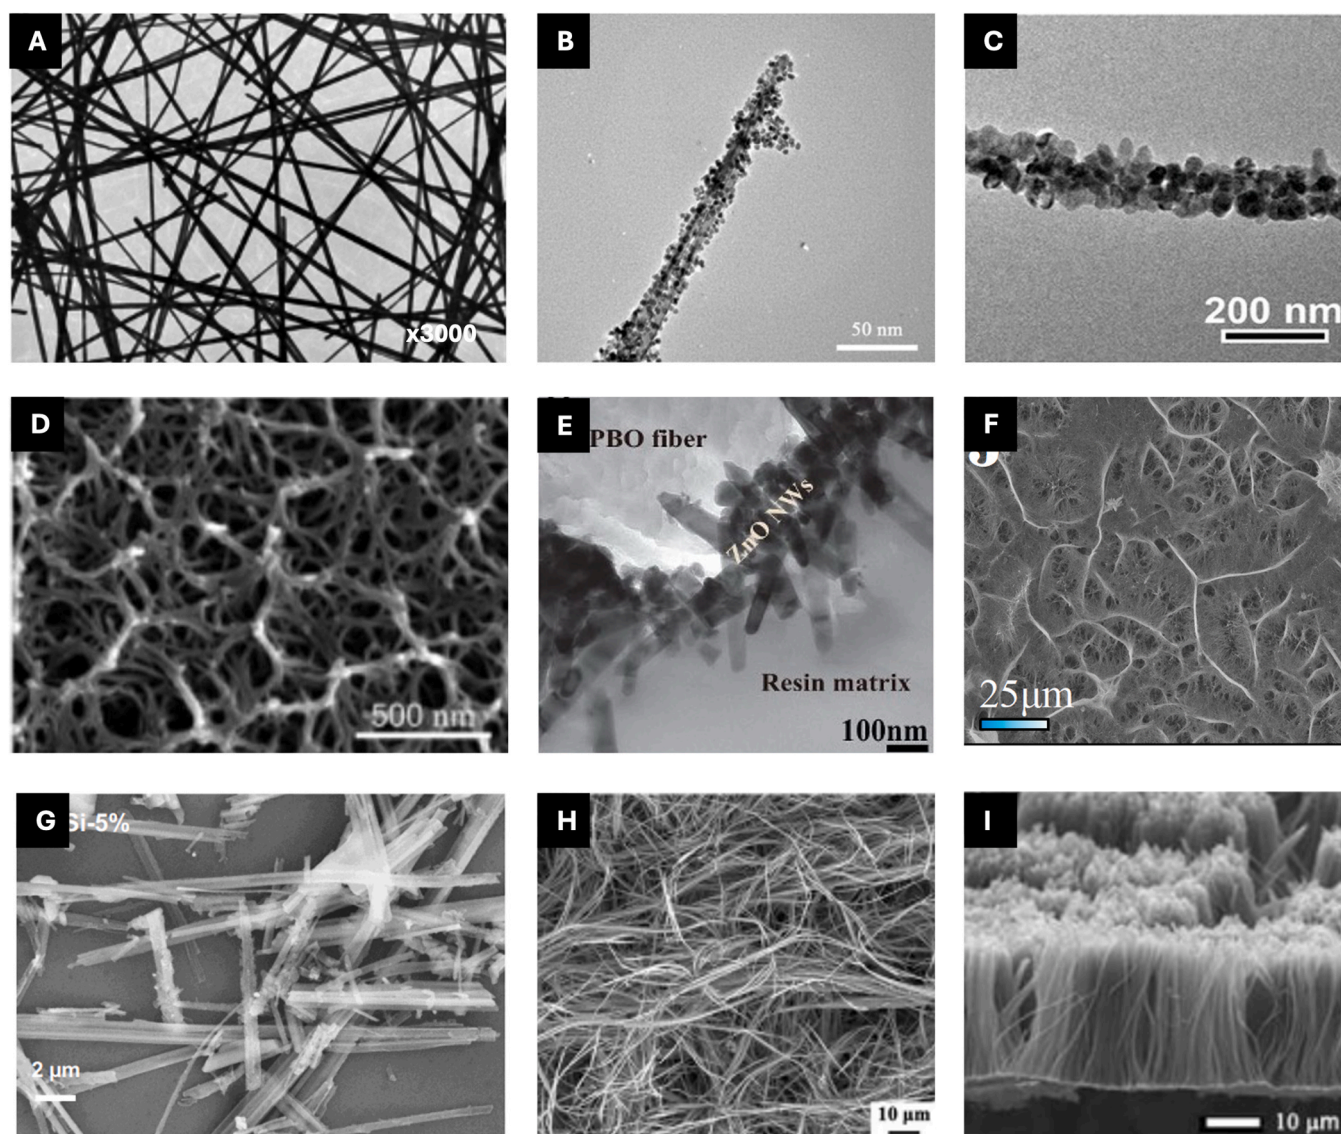 A
B
C
x3000
50 nm
200 nm
D
E
F
PBO fiber
ZnO NWs
Resin matrix
500 nm
100nm
25μm
G
H
I
Si-5%
2 μm
10 μm
10 μm